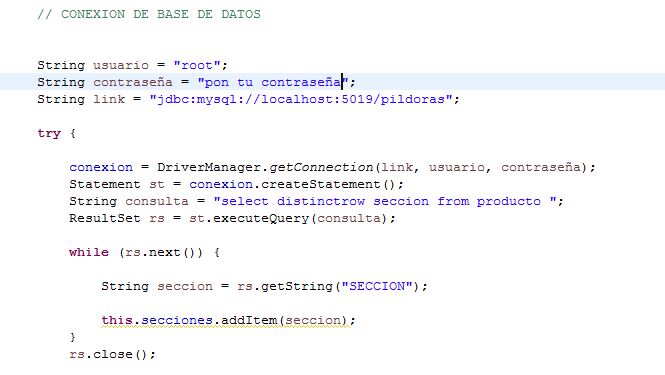 // CONEXION DE BASE DE DATOS
String usuario = "root";
String contraseña = "pon tu contraseña";
String link = "jdbc:mysql://localhost:5019/pildoras";
try {
conexion = DriverManager.getConnection(link, usuario, contraseña);
Statement st = conexion.createStatement();
String consulta = "select distinctrow seccion from producto ";
ResultSet rs = st.executeQuery(consulta);
while (rs.next()) {
String seccion = rs.getString("SECCION");
this.secciones.addItem(seccion);
}
rs.close();